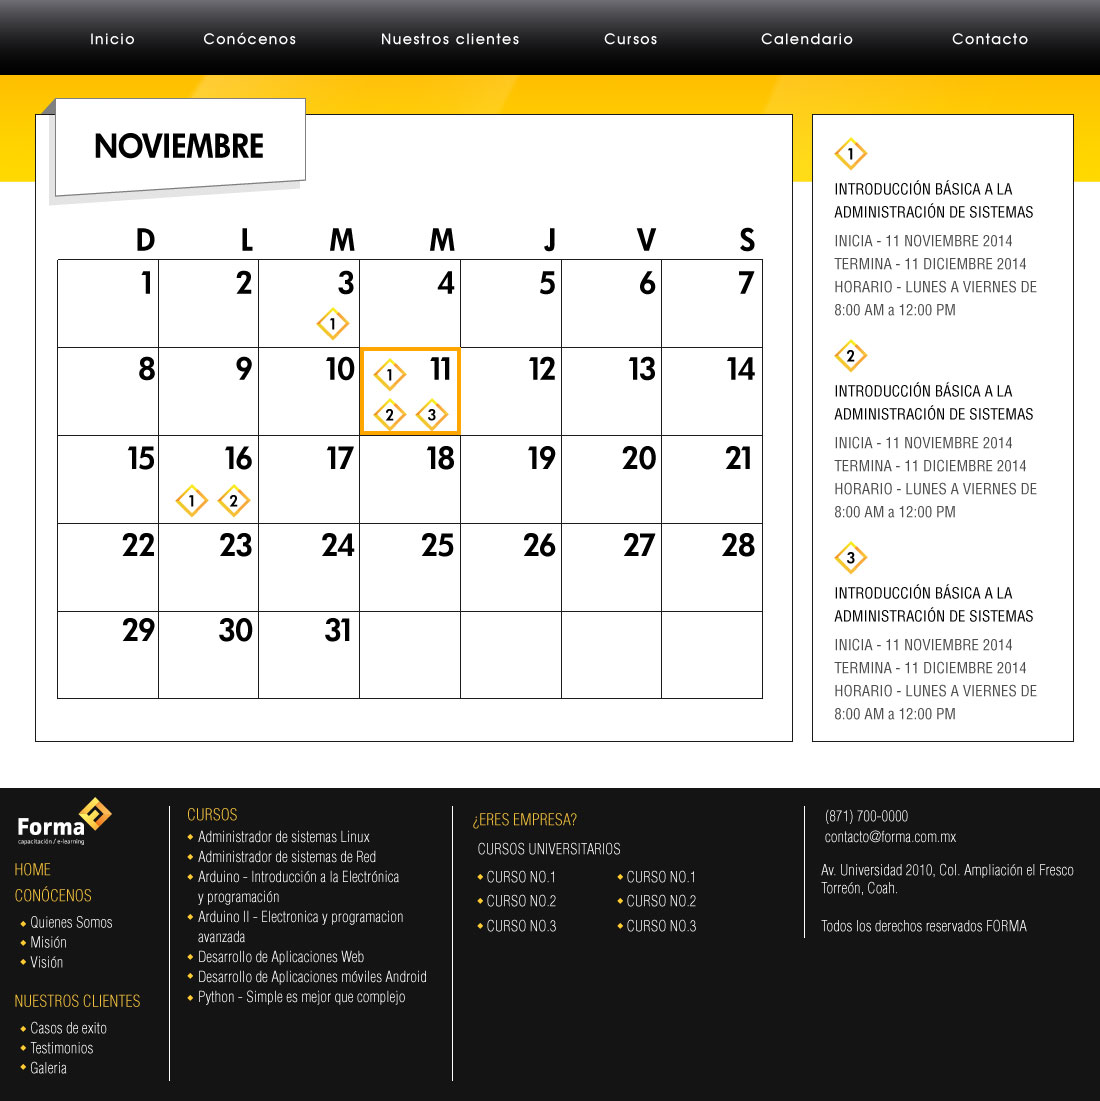 Inicio Conócenos Nuestros clientes Cursos Calendario Contacto
NOVIEMBRE
D L M M J V S
1 2 3 4 5 6 7
1
8 9 10 1 11 12 13 14
2 3
15 16 17 18 19 20 21
1 2
22 23 24 25 26 27 28
29 30 31
1
INTRODUCCIÓN BÁSICA A LA
ADMINISTRACIÓN DE SISTEMAS
INICIA - 11 NOVIEMBRE 2014
TERMINA - 11 DICIEMBRE 2014
HORARIO - LUNES A VIERNES DE
8:00 AM a 12:00 PM
2
INTRODUCCIÓN BÁSICA A LA
ADMINISTRACIÓN DE SISTEMAS
INICIA - 11 NOVIEMBRE 2014
TERMINA - 11 DICIEMBRE 2014
HORARIO - LUNES A VIERNES DE
8:00 AM a 12:00 PM
3
INTRODUCCIÓN BÁSICA A LA
ADMINISTRACIÓN DE SISTEMAS
INICIA - 11 NOVIEMBRE 2014
TERMINA - 11 DICIEMBRE 2014
HORARIO - LUNES A VIERNES DE
8:00 AM a 12:00 PM
Forma
capacitación / e-learning
HOME
CONÓCENOS
Quienes Somos
Misión
Visión
NUESTROS CLIENTES
Casos de exito
Testimonios
Galeria
CURSOS
Administrador de sistemas Linux
Administrador de sistemas de Red
Arduino - Introducción a la Electrónica
y programación
Arduino II - Electronica y programacion
avanzada
Desarrollo de Aplicaciones Web
Desarrollo de Aplicaciones móviles Android
Python - Simple es mejor que complejo
¿ERES EMPRESA?
CURSOS UNIVERSITARIOS
CURSO NO.1 CURSO NO.1
CURSO NO.2 CURSO NO.2
CURSO NO.3 CURSO NO.3
(871) 700-0000
contacto@forma.com.mx
Av. Universidad 2010, Col. Ampliación el Fresco
Torreón, Coah.
Todos los derechos reservados FORMA